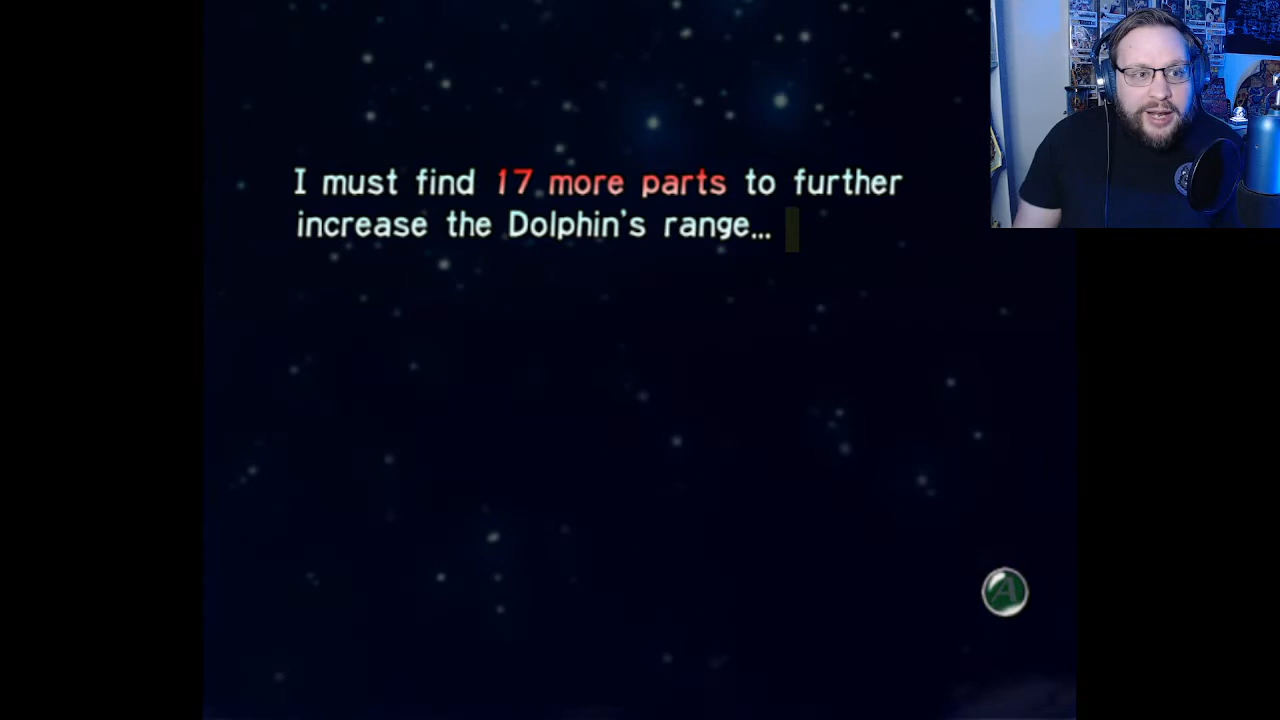 I must find 17 more parts to further
increase the Dolphin's range...
A